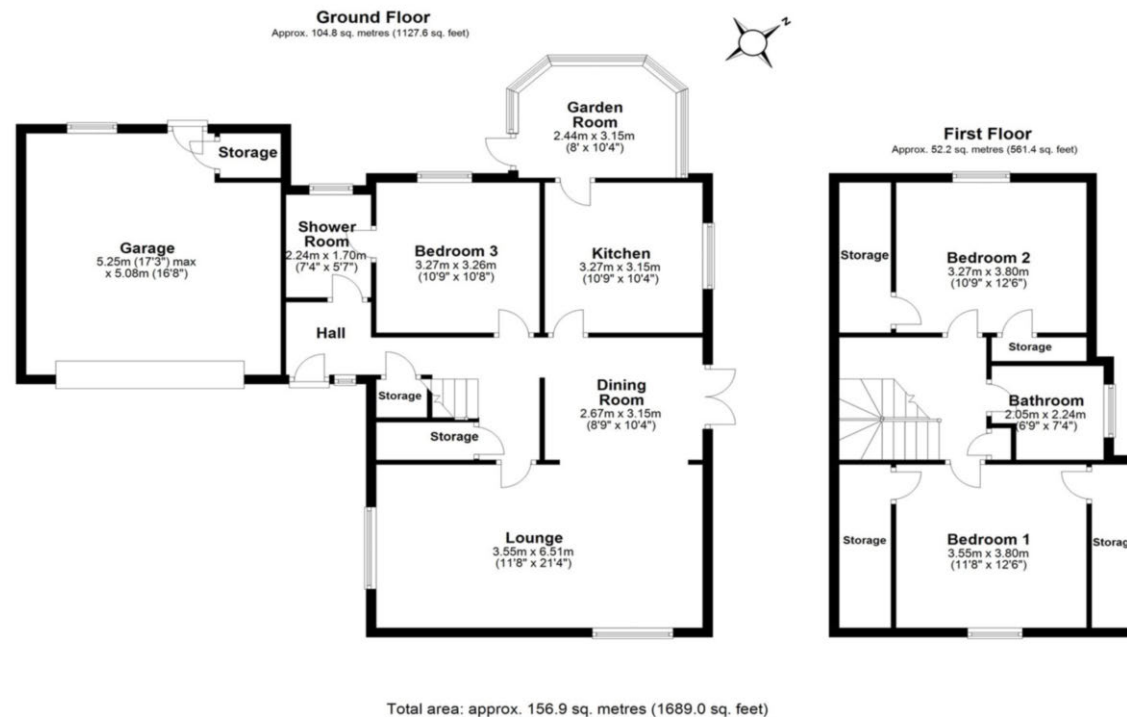 Ground Floor
Approx. 104.8 sq. metres (1127.6 sq. feet)
N
Garden
Room
2.44m x 3.15m
(8' x 10'4")
Storage
Garage
5.25m (17'3") max
x 5.08m (16'8")
Shower
Room
2.24m x 1.70m
(7'4" x 5'7")
Bedroom 3
3.27m x 3.26m
(10'9" x 10'8")
Kitchen
3.27m x 3.15m
(10'9" x 10'4")
Hall
Storage
Dining
Room
2.67m x 3.15m
(8'9" x 10'4")
Storage
Lounge
3.55m x 6.51m
(11'8" x 21'4")
First Floor
Approx. 52.2 sq. metres (561.4 sq. feet)
Storage
Bedroom 2
3.27m x 3.80m
(10'9" x 12'6")
Storage
Bathroom
2.05m x 2.24m
(6'9" x 7'4")
Storage
Bedroom 1
3.55m x 3.80m
(11'8" x 12'6")
Storag
Total area: approx. 156.9 sq. metres (1689.0 sq. feet)